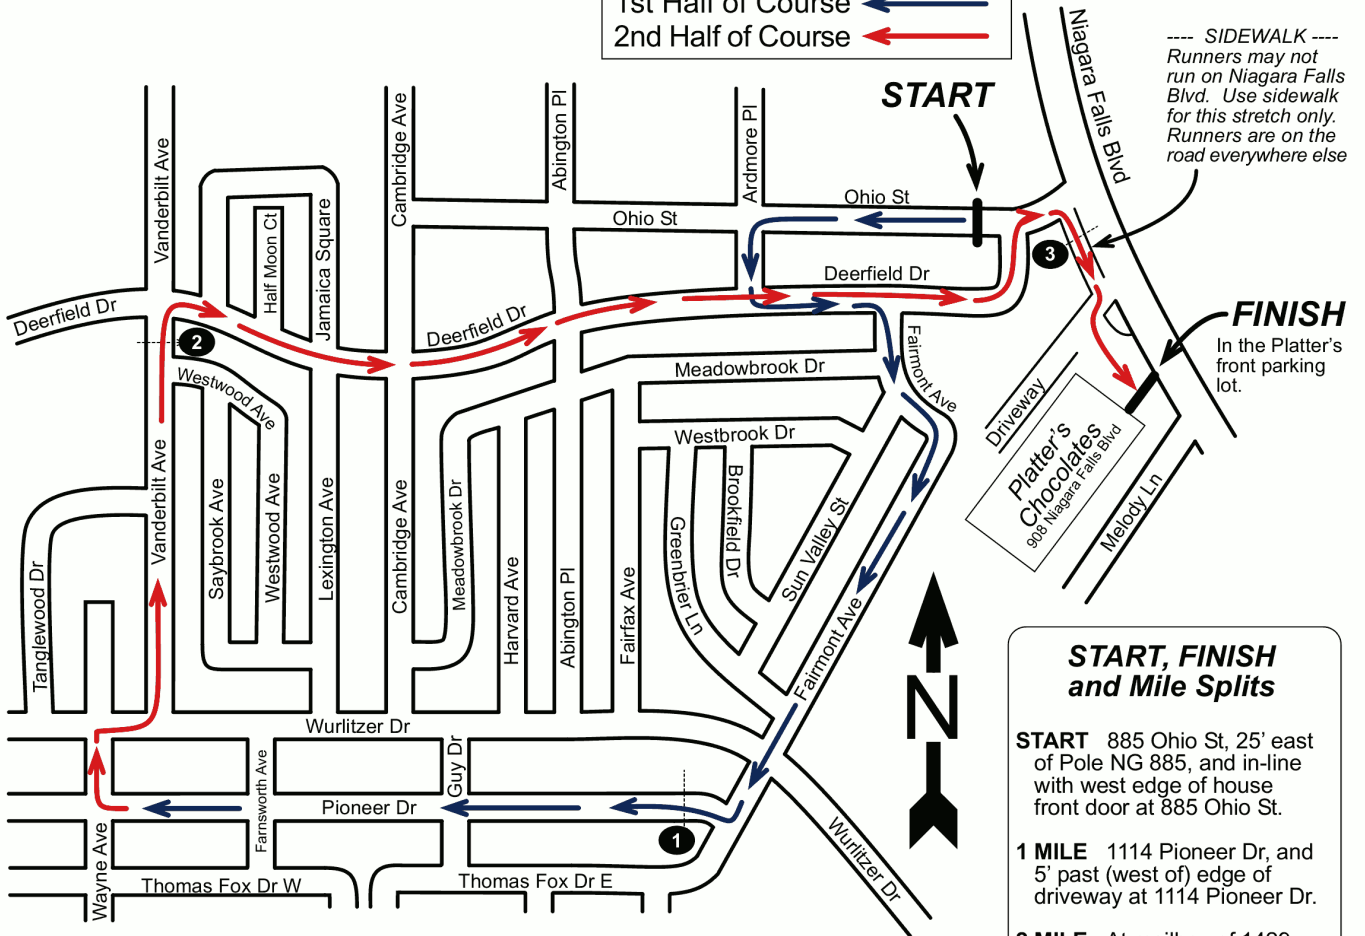 1st Half of Course
2nd Half of Course
---- SIDEWALK ----
Runners may not
run on Niagara Falls
Blvd. Use sidewalk
for this stretch only.
Runners are on the
road everywhere else
Niagara Falls Blvd
START
Vanderbilt Ave
Cambridge Ave
Abington Pl
Ardmore Pl
Ohio St
Ohio St
Half Moon Ct
Jamaica Square
3
Deerfield Dr
Deerfield Dr
Deerfield Dr
FINISH
In the Platter's
front parking
lot.
2
Westwood Ave
Meadowbrook Dr
Fairmont Ave
Driveway
Platter's
Chocolates
908 Niagara Falls Blvd
Melody Ln
Westbrook Dr
Vanderbilt Ave
Saybrook Ave
Westwood Ave
Lexington Ave
Cambridge Ave
Meadowbrook Dr
Harvard Ave
Abington Pl
Fairfax Ave
Greenbrier Ln
Brookfield Dr
Sun Valley St
Fairmont Ave
Tanglewood Dr
N
Wurlitzer Dr
Farnsworth Ave
Guy Dr
Pioneer Dr
1
Wurlitzer Dr
Wayne Ave
Thomas Fox Dr W
Thomas Fox Dr E
START, FINISH
and Mile Splits
START 885 Ohio St, 25' east
of Pole NG 885, and in-line
with west edge of house
front door at 885 Ohio St.
1 MILE 1114 Pioneer Dr, and
5' past (west of) edge of
driveway at 1114 Pioneer Dr.